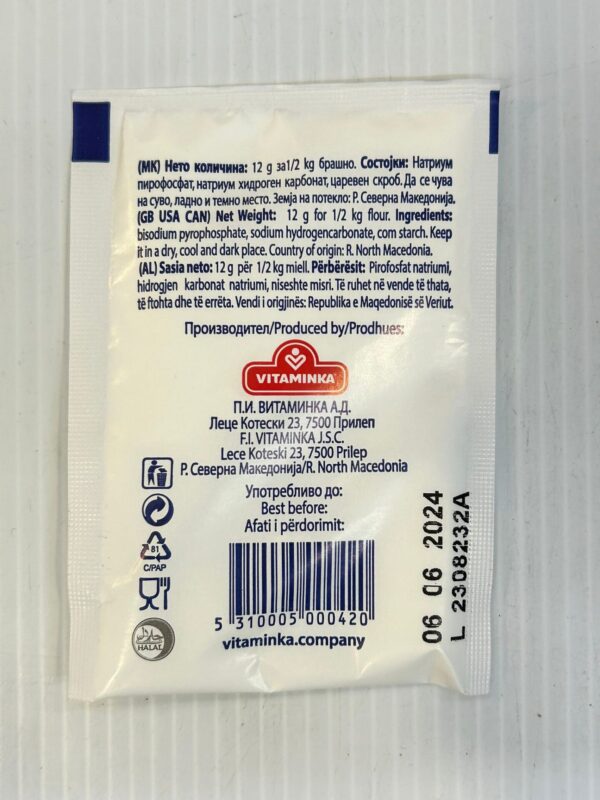 (MK) Нето количина: 12 g за1/2 kg брашно. Состојки: Натриум
пирофосфат, натриум хидроген карбонат, царевен скроб. Да се чува
на суво, ладно и темно место. Земја на потекло: Р. Северна Македонија.
(GB USA CAN) Net Weight: 12 g for 1/2 kg flour. Ingredients:
bisodium pyrophosphate, sodium hydrogencarbonate, corn starch. Keep
it in a dry, cool and dark place. Country of origin: R. North Macedonia.
(AL) Sasia neto: 12 g për 1/2 kg miell. Përbërësit: Pirofosfat natriumi,
hidrogjen karbonat natriumi, niseshte misri. Të ruhet në vende të thata,
të ftohta dhe të errëta. Vendi i origjinës: Republika e Maqedonisë së Veriut.
Производител/Produced by/Prodhues:
VITAMINKA
П.И. ВИТАМИНКА А.Д.
Леце Котески 23, 7500 Прилеп
F.I. VITAMINKA J.S.C.
Lece Koteski 23, 7500 Prilep
Р. Северна Македонија/R. North Macedonia
Употребливо до:
Best before:
Afati i përdorimit:
06 06 2024
L 2308232A
81
C/PAP
5 310005 000420
vitaminka.company
حلال
HALAL